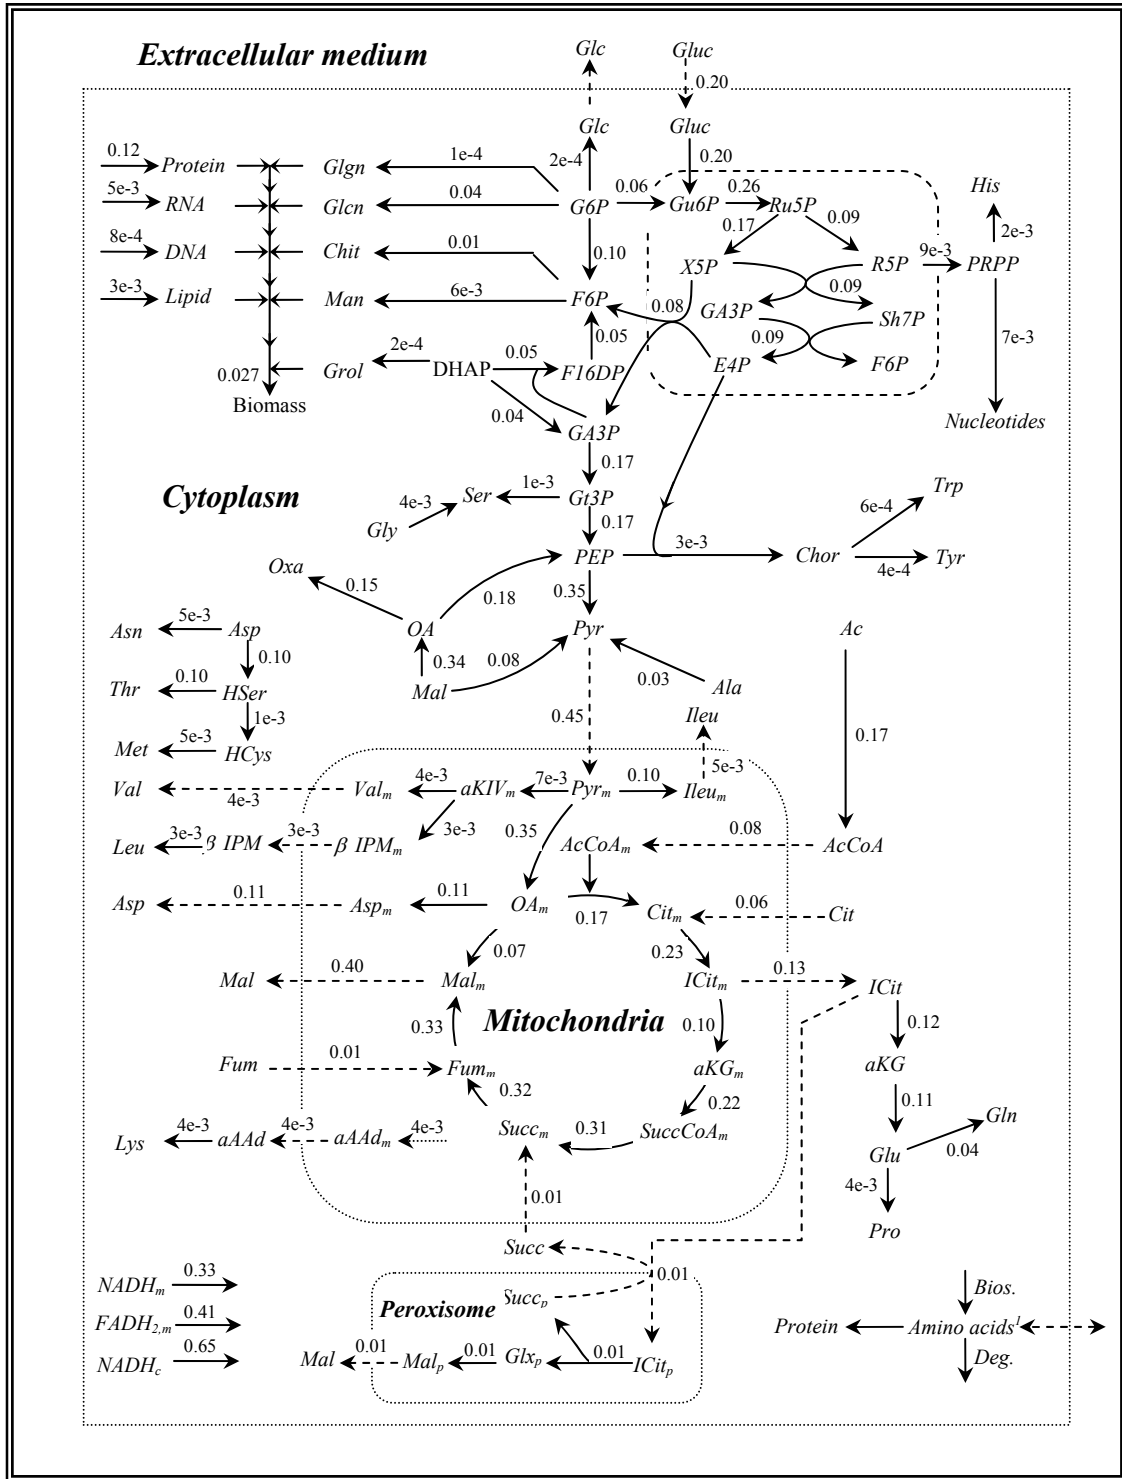 Extracellular medium
Glc
Gluc
0.20
Glc
Gluc
0.12
Protein
Glgn
1e-4
2e-4
0.20
5e-3
RNA
Glcn
0.04
G6P
0.06
Gu6P
0.26
Ru5P
His
0.17
0.09
2e-3
8e-4
DNA
Chit
0.01
0.10
X5P
R5P
9e-3
PRPP
3e-3
Lipid
Man
6e-3
F6P
0.08
GA3P
0.09
Sh7P
0.05
0.09
7e-3
2e-4
0.027
Grol
DHAP
0.05
F16DP
E4P
F6P
Biomass
0.04
GA3P
Nucleotides
0.17
Cytoplasm
4e-3
Ser
1e-3
Gt3P
Trp
Gly
0.17
6e-4
PEP
3e-3
Chor
Tyr
4e-4
Oxa
0.15
0.18
0.35
Asn
5e-3
Asp
OA
Pyr
Ac
0.10
0.34
0.08
0.03
Thr
0.10
HSer
Mal
Ala
1e-3
0.45
Ileu
Met
5e-3
HCys
0.17
5e-3
Val
4e-3
Valm
4e-3
aKIVm
7e-3
Pyrm
0.10
Ileum
3e-3
0.35
Leu
3e-3
β IPM
3e-3
β IPMm
AcCoAm
0.08
AcCoA
Asp
0.11
Aspm
0.11
OAm
0.17
Citm
0.06
Cit
0.07
0.23
Mal
0.40
Malm
ICitm
0.13
ICit
0.33
Mitochondria
0.10
0.12
Fum
0.01
Fumm
aKGm
aKG
0.32
0.22
0.11
Lys
4e-3
aAAd
4e-3
aAAdm
4e-3
Succm
0.31
SuccCoAm
Gln
Glu
0.04
4e-3
0.01
Pro
Succ
0.01
NADHm
0.33
Succp
Bios.
Peroxisome
FADH2,m
0.41
Protein
Amino acids1
NADHc
0.65
Mal
0.01
Malp
0.01
Glxp
0.01
ICitp
Deg.